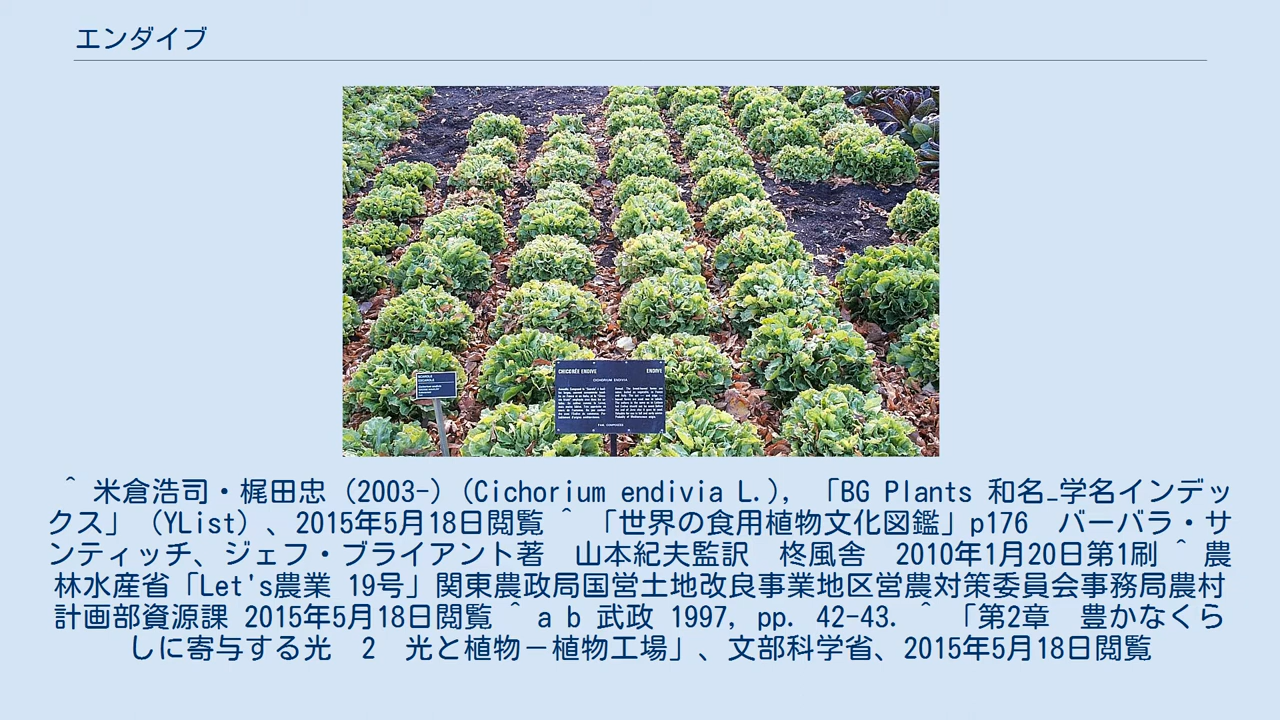 エンダイブ
CHICORÉE ENDIVE
ENDIVE
CICHORIUM ENDIVIA
^ 米倉浩司・梶田忠 (2003-) (Cichorium endivia L.), 「BG Plants 和名−学名インデッ
クス」(YList)、2015年5月18日閲覧 ^ 「世界の食用植物文化図鑑」p176　バーバラ・サ
ンティッチ、ジェフ・ブライアント著　山本紀夫監訳　柊風舎　2010年1月20日第1刷 ^ 農
林水産省「Let's農業 19号」関東農政局国営土地改良事業地区営農対策委員会事務局農村
計画部資源課 2015年5月18日閲覧 ^ a b 武政 1997, pp. 42-43. ^ 「第2章　豊かなくら
しに寄与する光　2　光と植物－植物工場」、文部科学省、2015年5月18日閲覧